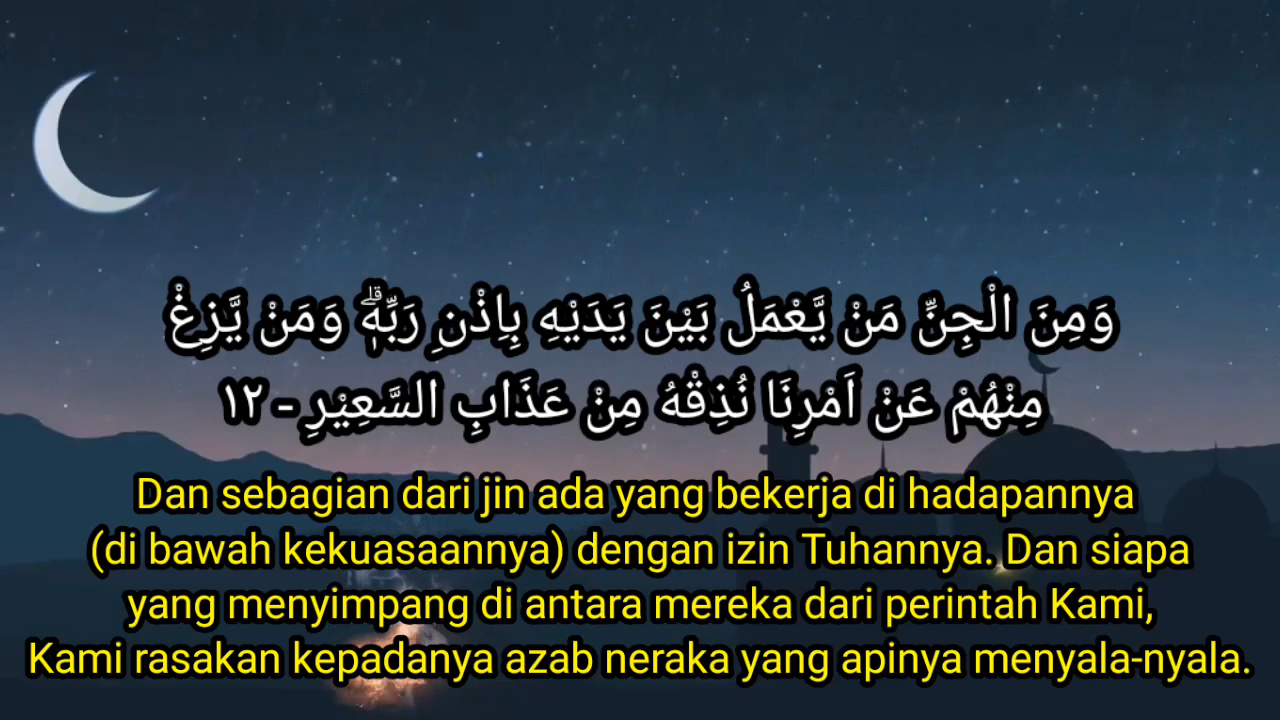 وَمِنَ الْجِنِّ مَنْ يَّعْمَلُ بَيْنَ يَدَيْهِ بِاِذْنِ رَبِّهٖۗ وَمَنْ يَّزِغْ
مِنْهُمْ عَنْ اَمْرِنَا نُذِقْهُ مِنْ عَذَابِ السَّعِيْرِ - ١٢
Dan sebagian dari jin ada yang bekerja di hadapannya
(di bawah kekuasaannya) dengan izin Tuhannya. Dan siapa
yang menyimpang di antara mereka dari perintah Kami,
Kami rasakan kepadanya azab neraka yang apinya menyala-nyala.